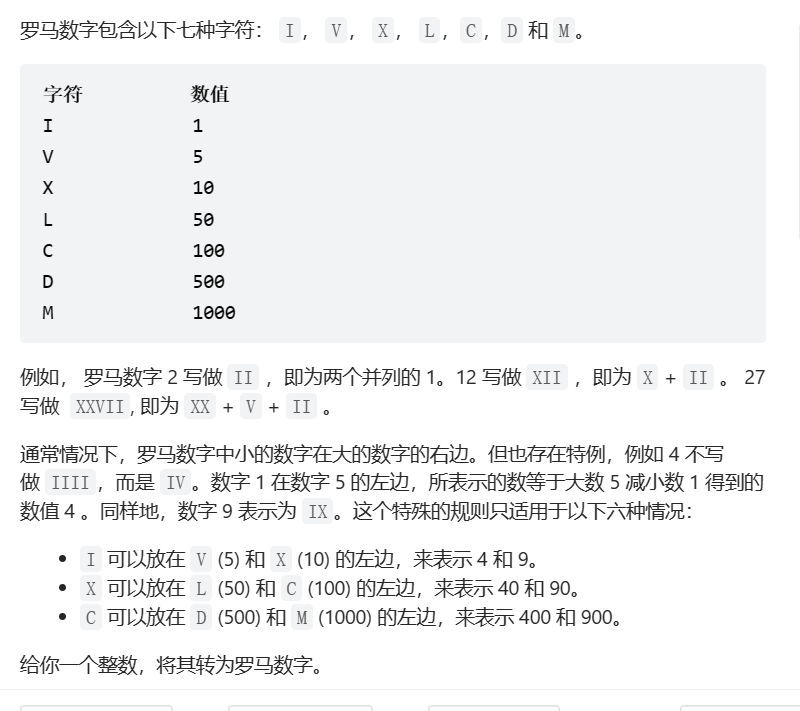 罗马数字包含以下七种字符： I， V， X， L，C，D 和 M。
字符 数值
I 1
V 5
X 10
L 50
C 100
D 500
M 1000
例如， 罗马数字 2 写做 II ，即为两个并列的 1。12 写做 XII ，即为 X + II 。 27
写做 XXVII, 即为 XX + V + II 。
通常情况下，罗马数字中小的数字在大的数字的右边。但也存在特例，例如 4 不写
做 IIII，而是 IV。数字 1 在数字 5 的左边，所表示的数等于大数 5 减小数 1 得到的
数值 4 。同样地，数字 9 表示为 IX。这个特殊的规则只适用于以下六种情况：
• I 可以放在 V (5) 和 X (10) 的左边，来表示 4 和 9。
• X 可以放在 L (50) 和 C (100) 的左边，来表示 40 和 90。
• C 可以放在 D (500) 和 M (1000) 的左边，来表示 400 和 900。
给你一个整数，将其转为罗马数字。